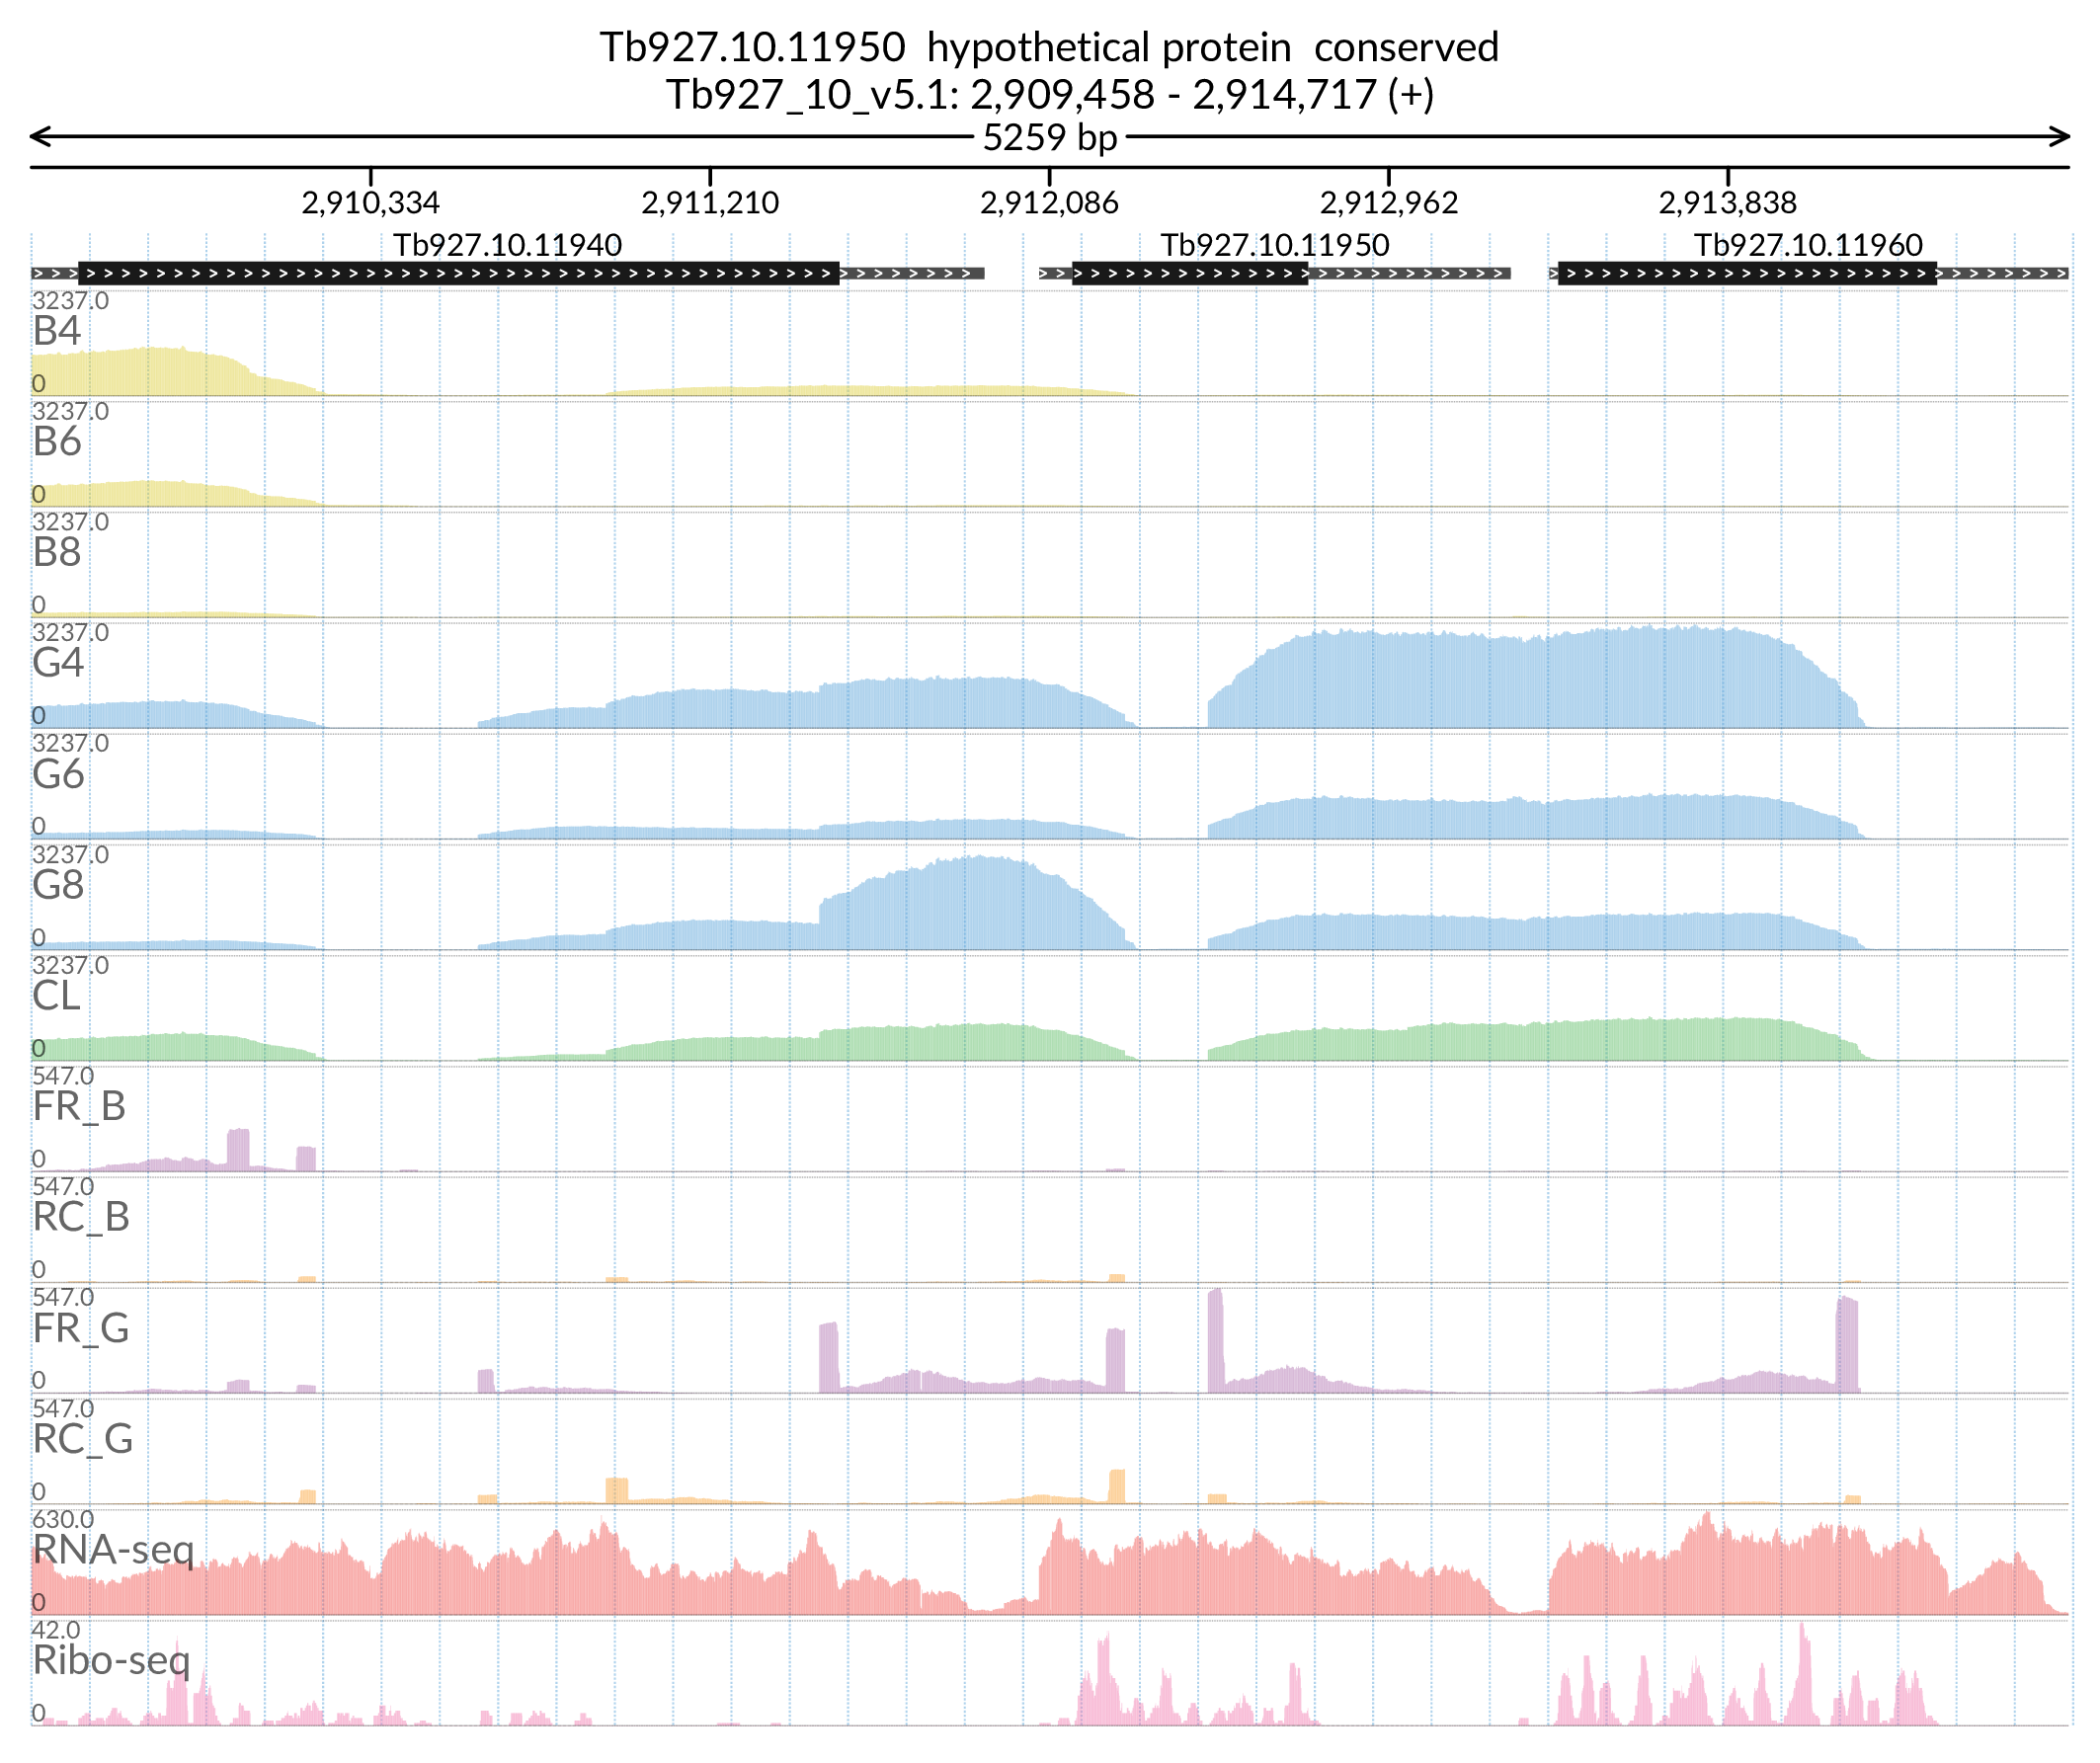 Tb927.10.11950  hypothetical protein  conserved
Tb927_10_v5.1: 2,909,458 - 2,914,717 (+)
5259 bp
2,910,334 2,911,210 2,912,086 2,912,962 2,913,838
Tb927.10.11940 Tb927.10.11950 Tb927.10.11960
3237.0
B4
0
3237.0
B6
0
3237.0
B8
0
3237.0
G4
0
3237.0
G6
0
3237.0
G8
0
3237.0
CL
0
547.0
FR_B
0
547.0
RC_B
0
547.0
FR_G
0
547.0
RC_G
0
630.0
RNA-seq
0
42.0
Ribo-seq
0